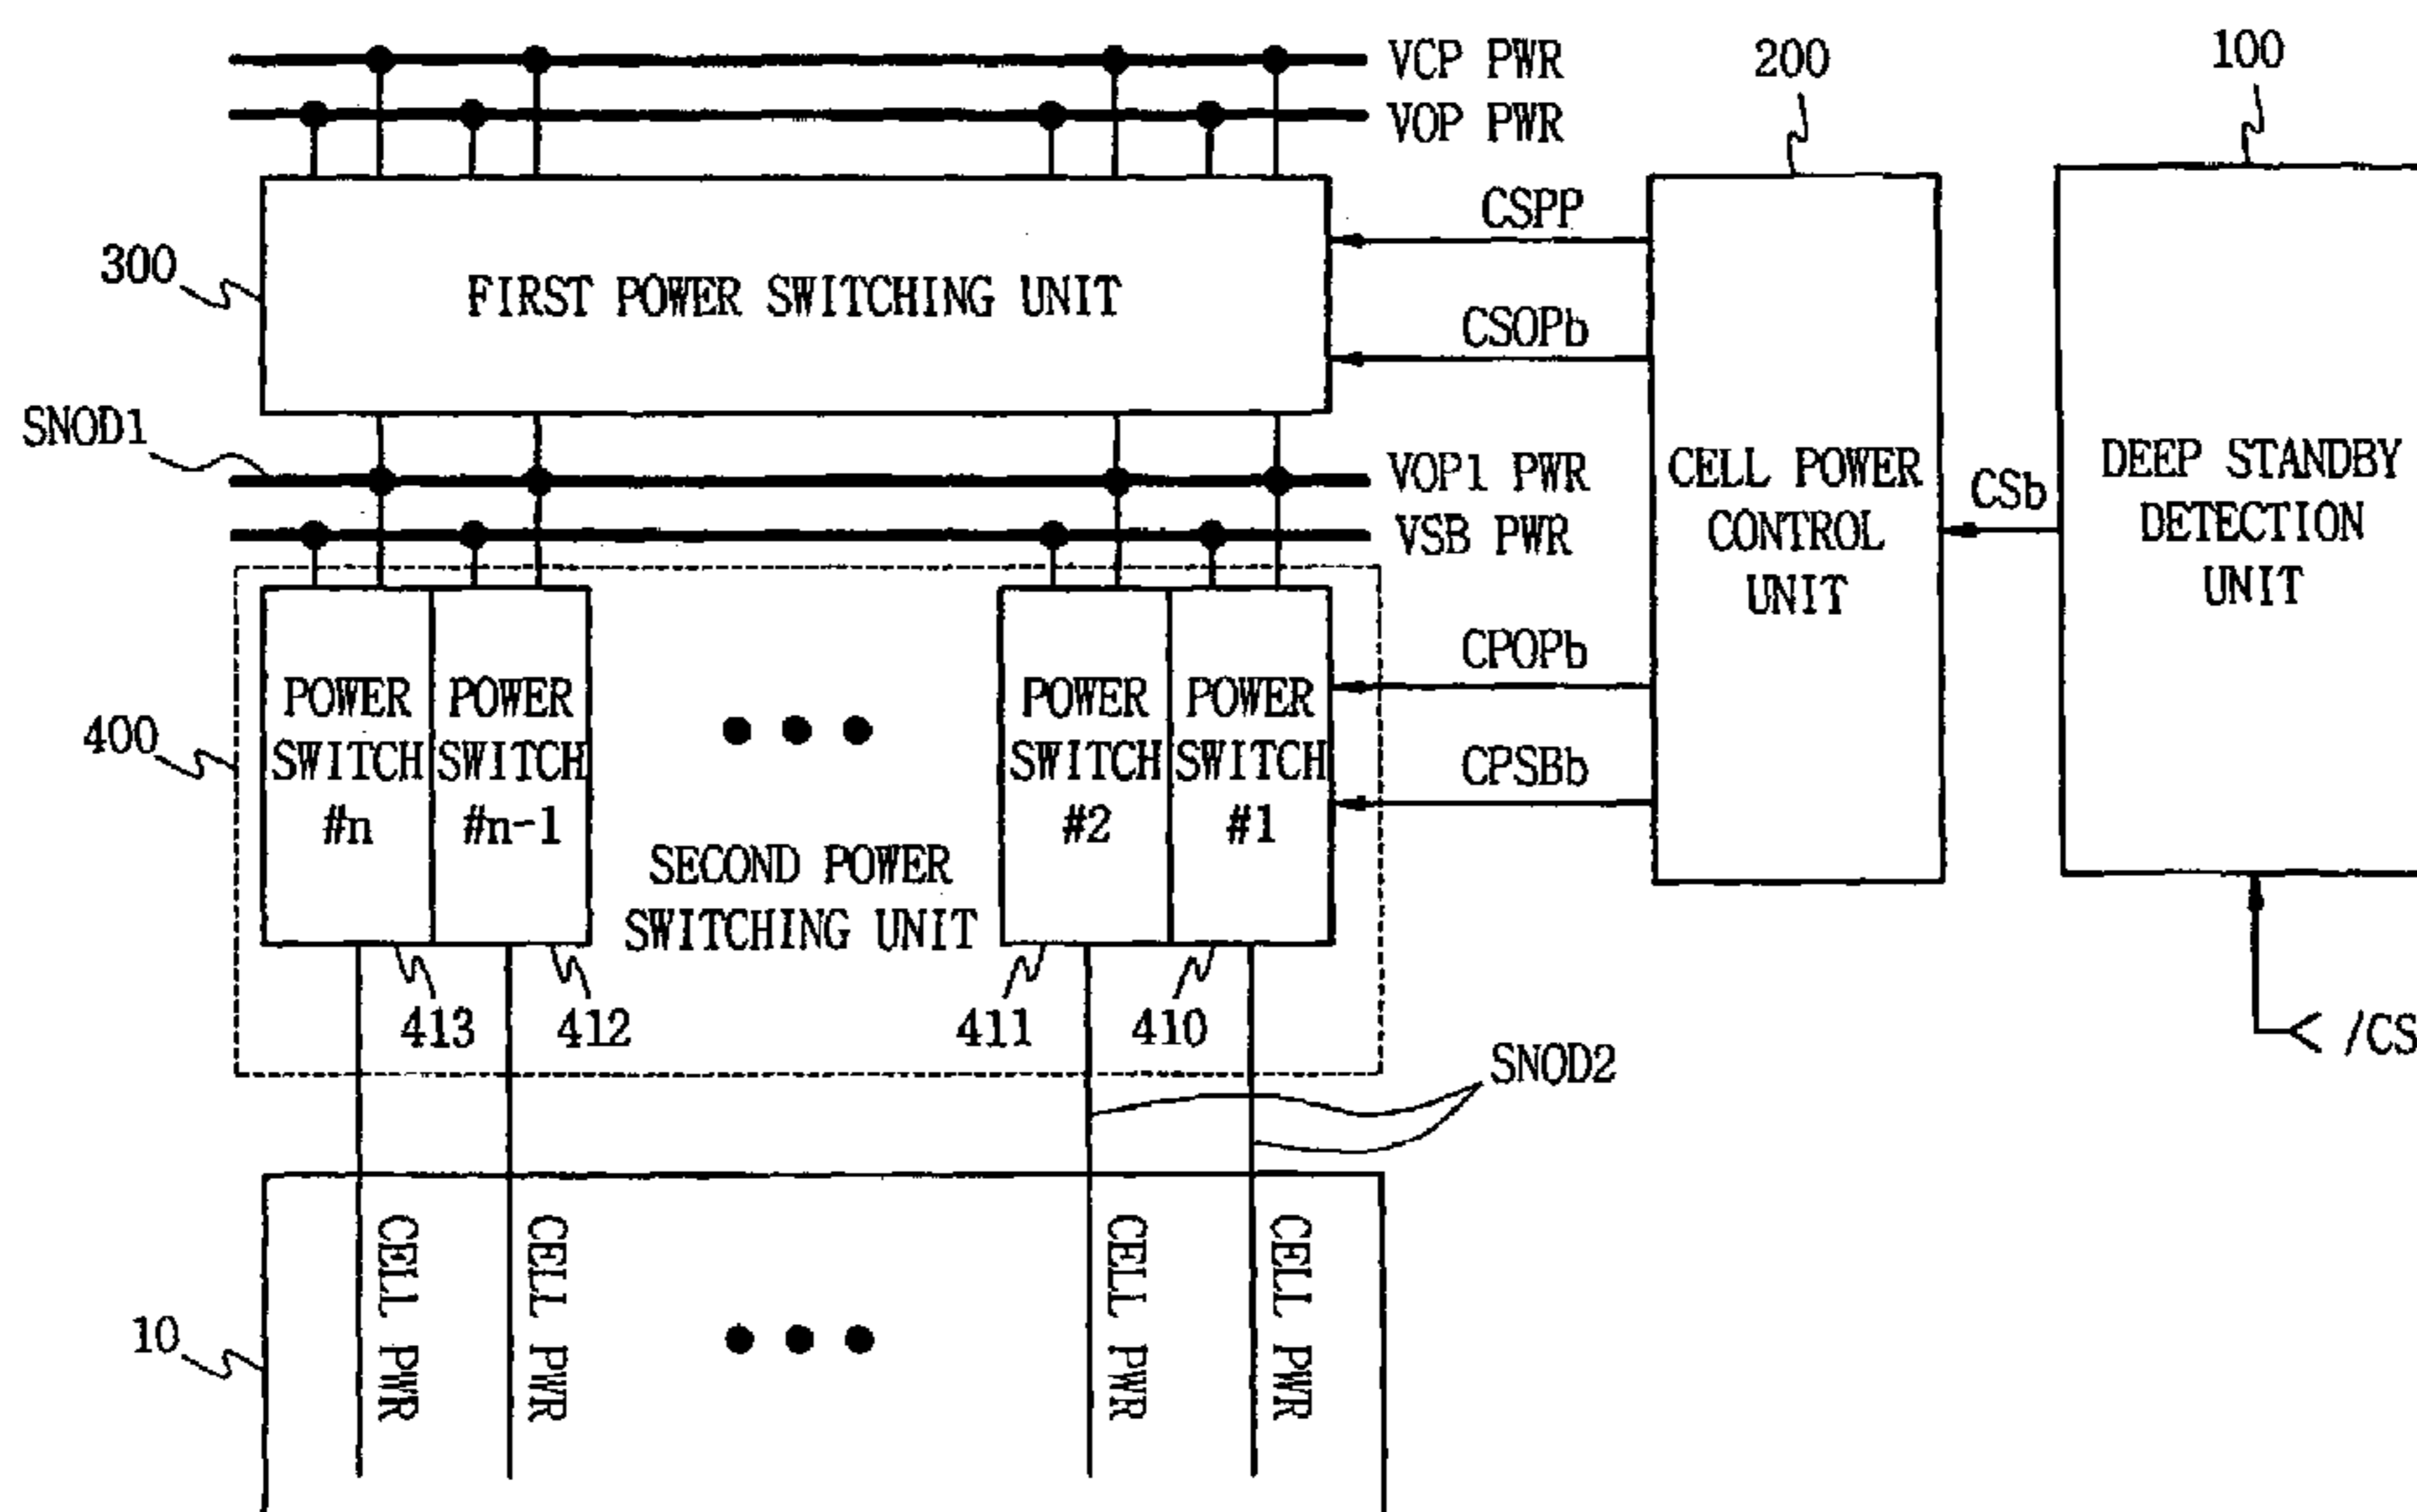 VCP PWR
VOP PWR
200
100
300
FIRST POWER SWITCHING UNIT
CSPP
CSOPb
SNOD1
VOP1 PWR
VSB PWR
CELL POWER
CONTROL
UNIT
CSb
DEEP STANDBY
DETECTION
UNIT
400
POWER
SWITCH
#n
POWER
SWITCH
#n-1
SECOND POWER
SWITCHING UNIT
POWER
SWITCH
#2
POWER
SWITCH
#1
CPOPb
CPSBb
413
412
411
410
SNOD2
/CS
10
CELL PWR
CELL PWR
CELL PWR
CELL PWR